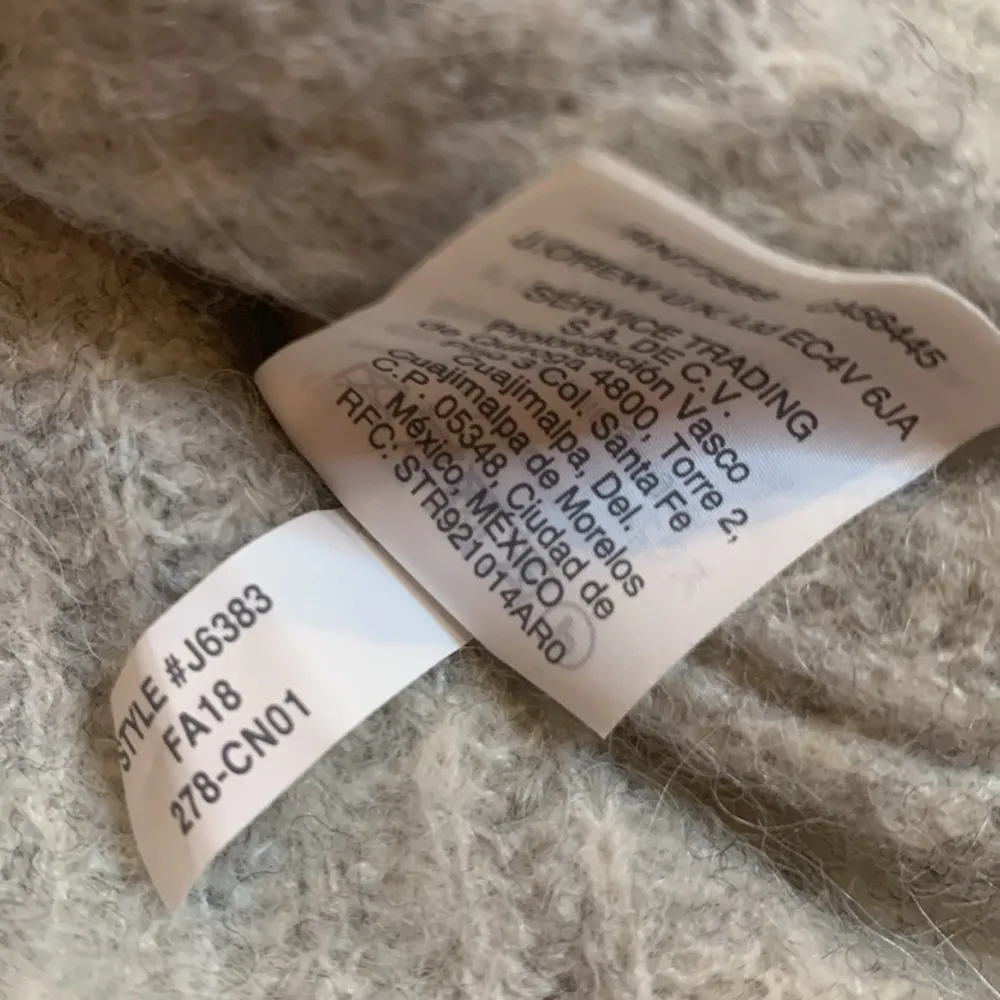 CA56445
J.CREW U.K. Ltd EC4V 6JA
SERVICE TRADING
S.A. DE C.V.
Prolongación Vasco
de Quiroga 4800, Torre 2,
piso 3 Col. Santa Fe
Cuajimalpa, Del.
Cuajimalpa de Morelos
C.P. 05348, Ciudad de
México, MÉXICO
RFC: STR921014AR0
STYLE #J6383
FA18
278-CN01